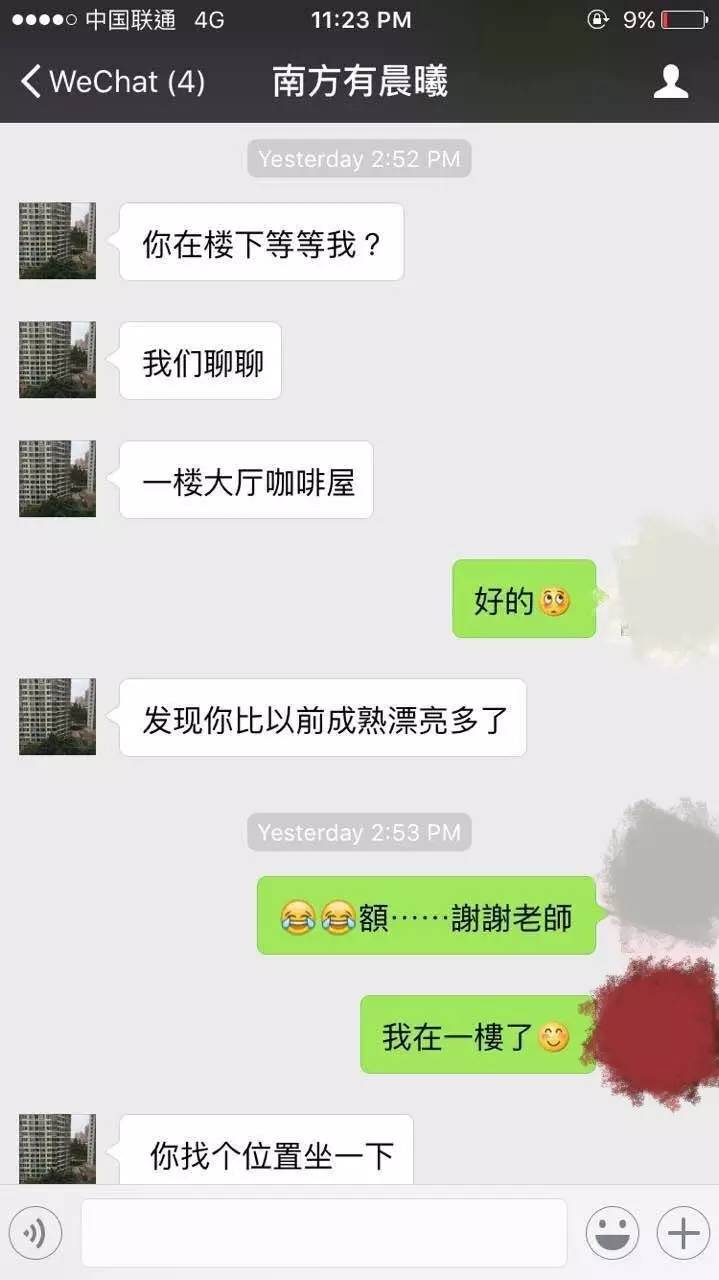 中国联通 4G 11:23 PM 9%
WeChat (4) 南方有晨曦
Yesterday 2:52 PM
你在楼下等等我？
我们聊聊
一楼大厅咖啡屋
好的🙄
发现你比以前成熟漂亮多了
Yesterday 2:53 PM
😂😂額……謝謝老師
我在一樓了😊
你找个位置坐一下